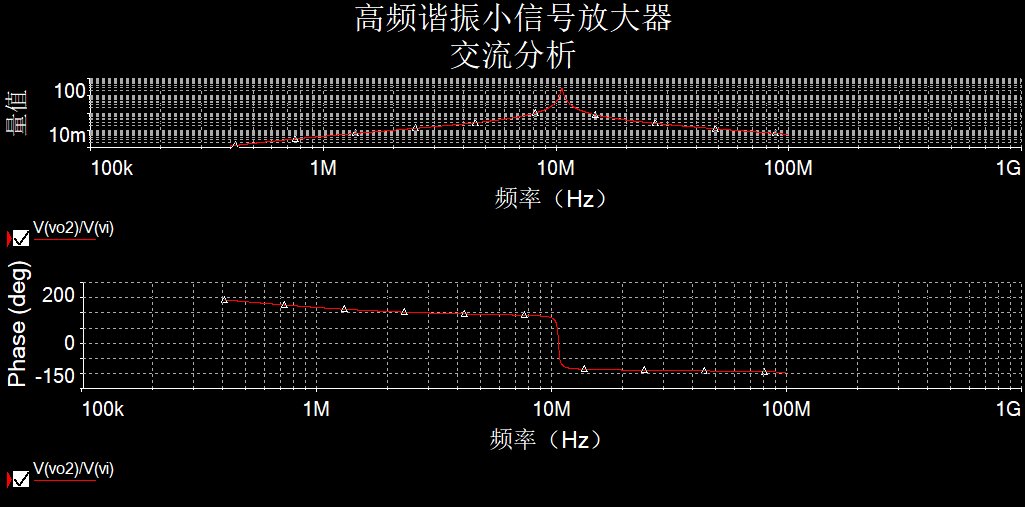 高频谐振小信号放大器
交流分析
量值
100
10m
100k 1M 10M 100M 1G
频率（Hz）
V(vo2)/V(vi)
Phase (deg)
200
0
-150
100k 1M 10M 100M 1G
频率（Hz）
V(vo2)/V(vi)